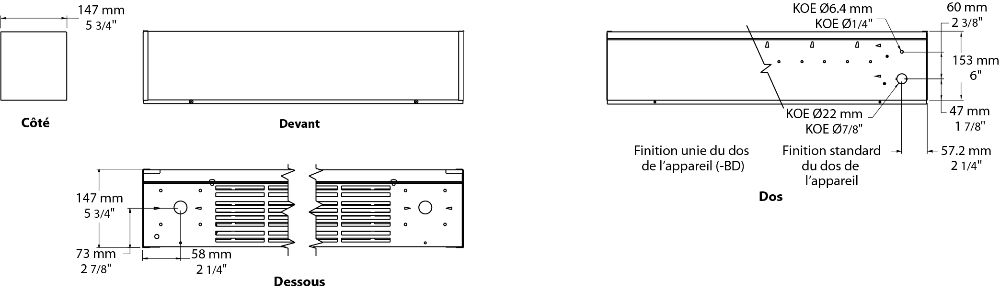 147 mm
5 3/4"
Côté
Devant
KOE Ø6.4 mm
KOE Ø1/4"
60 mm
2 3/8"
153 mm
6"
KOE Ø22 mm
KOE Ø7/8"
47 mm
1 7/8"
Finition unie du dos
de l’appareil (-BD)
Finition standard
du dos de
l’appareil
57.2 mm
2 1/4"
Dos
147 mm
5 3/4"
73 mm
2 7/8"
58 mm
2 1/4"
Dessous